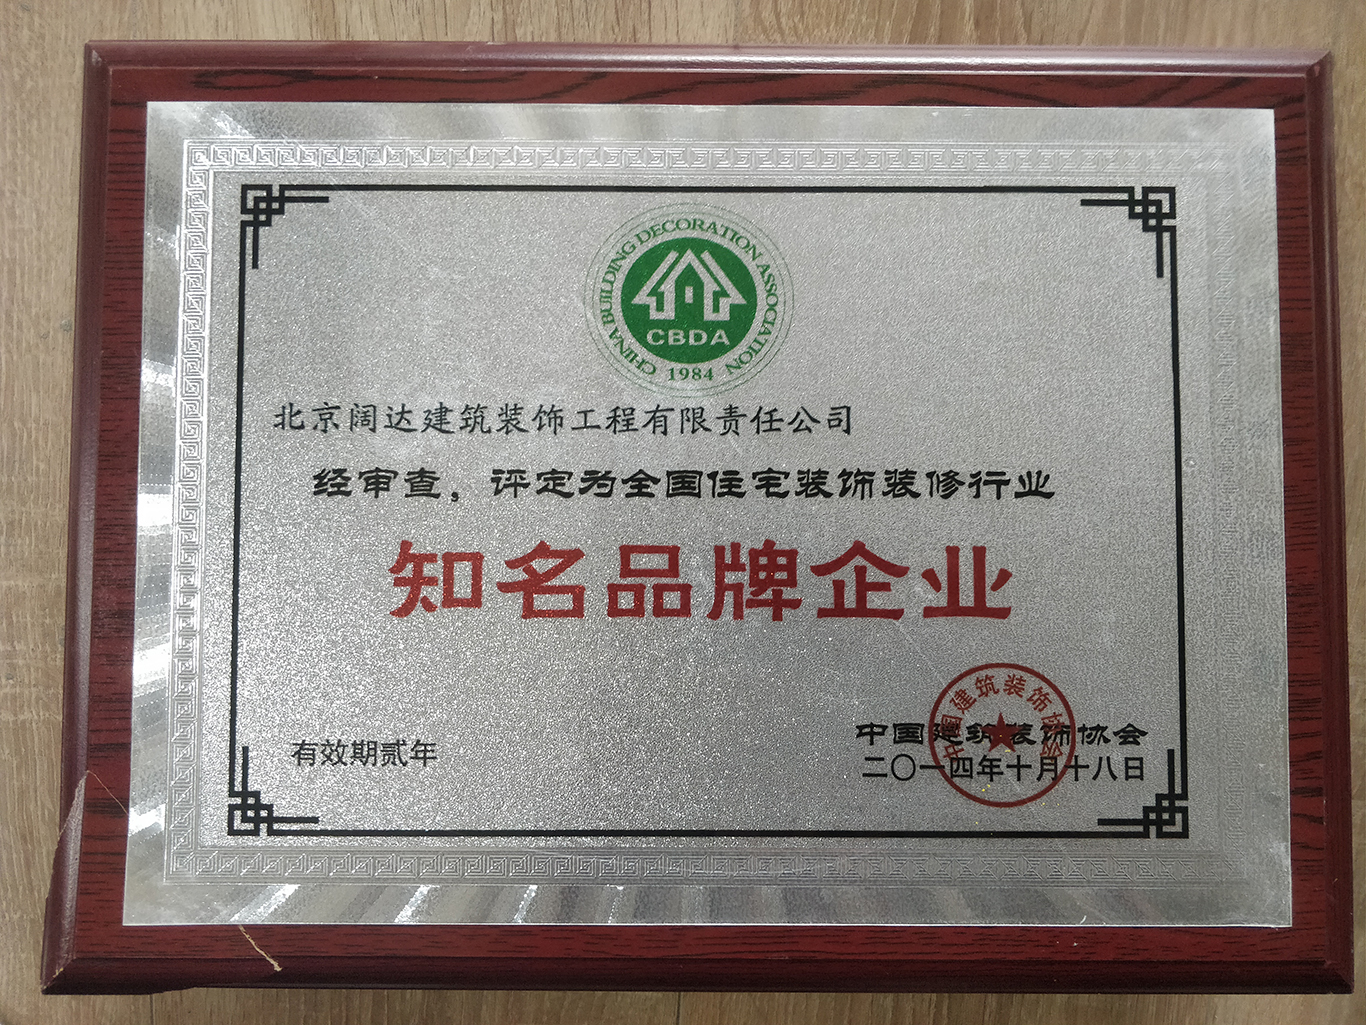 CHINA BUILDING DECORATION ASSOCIATION
CBDA
1984
北京阔达建筑装饰工程有限责任公司
经审查，评定为全国住宅装饰装修行业
知名品牌企业
有效期贰年
中国建筑装饰协会
二〇一四年十月十八日
中国建筑装饰协会